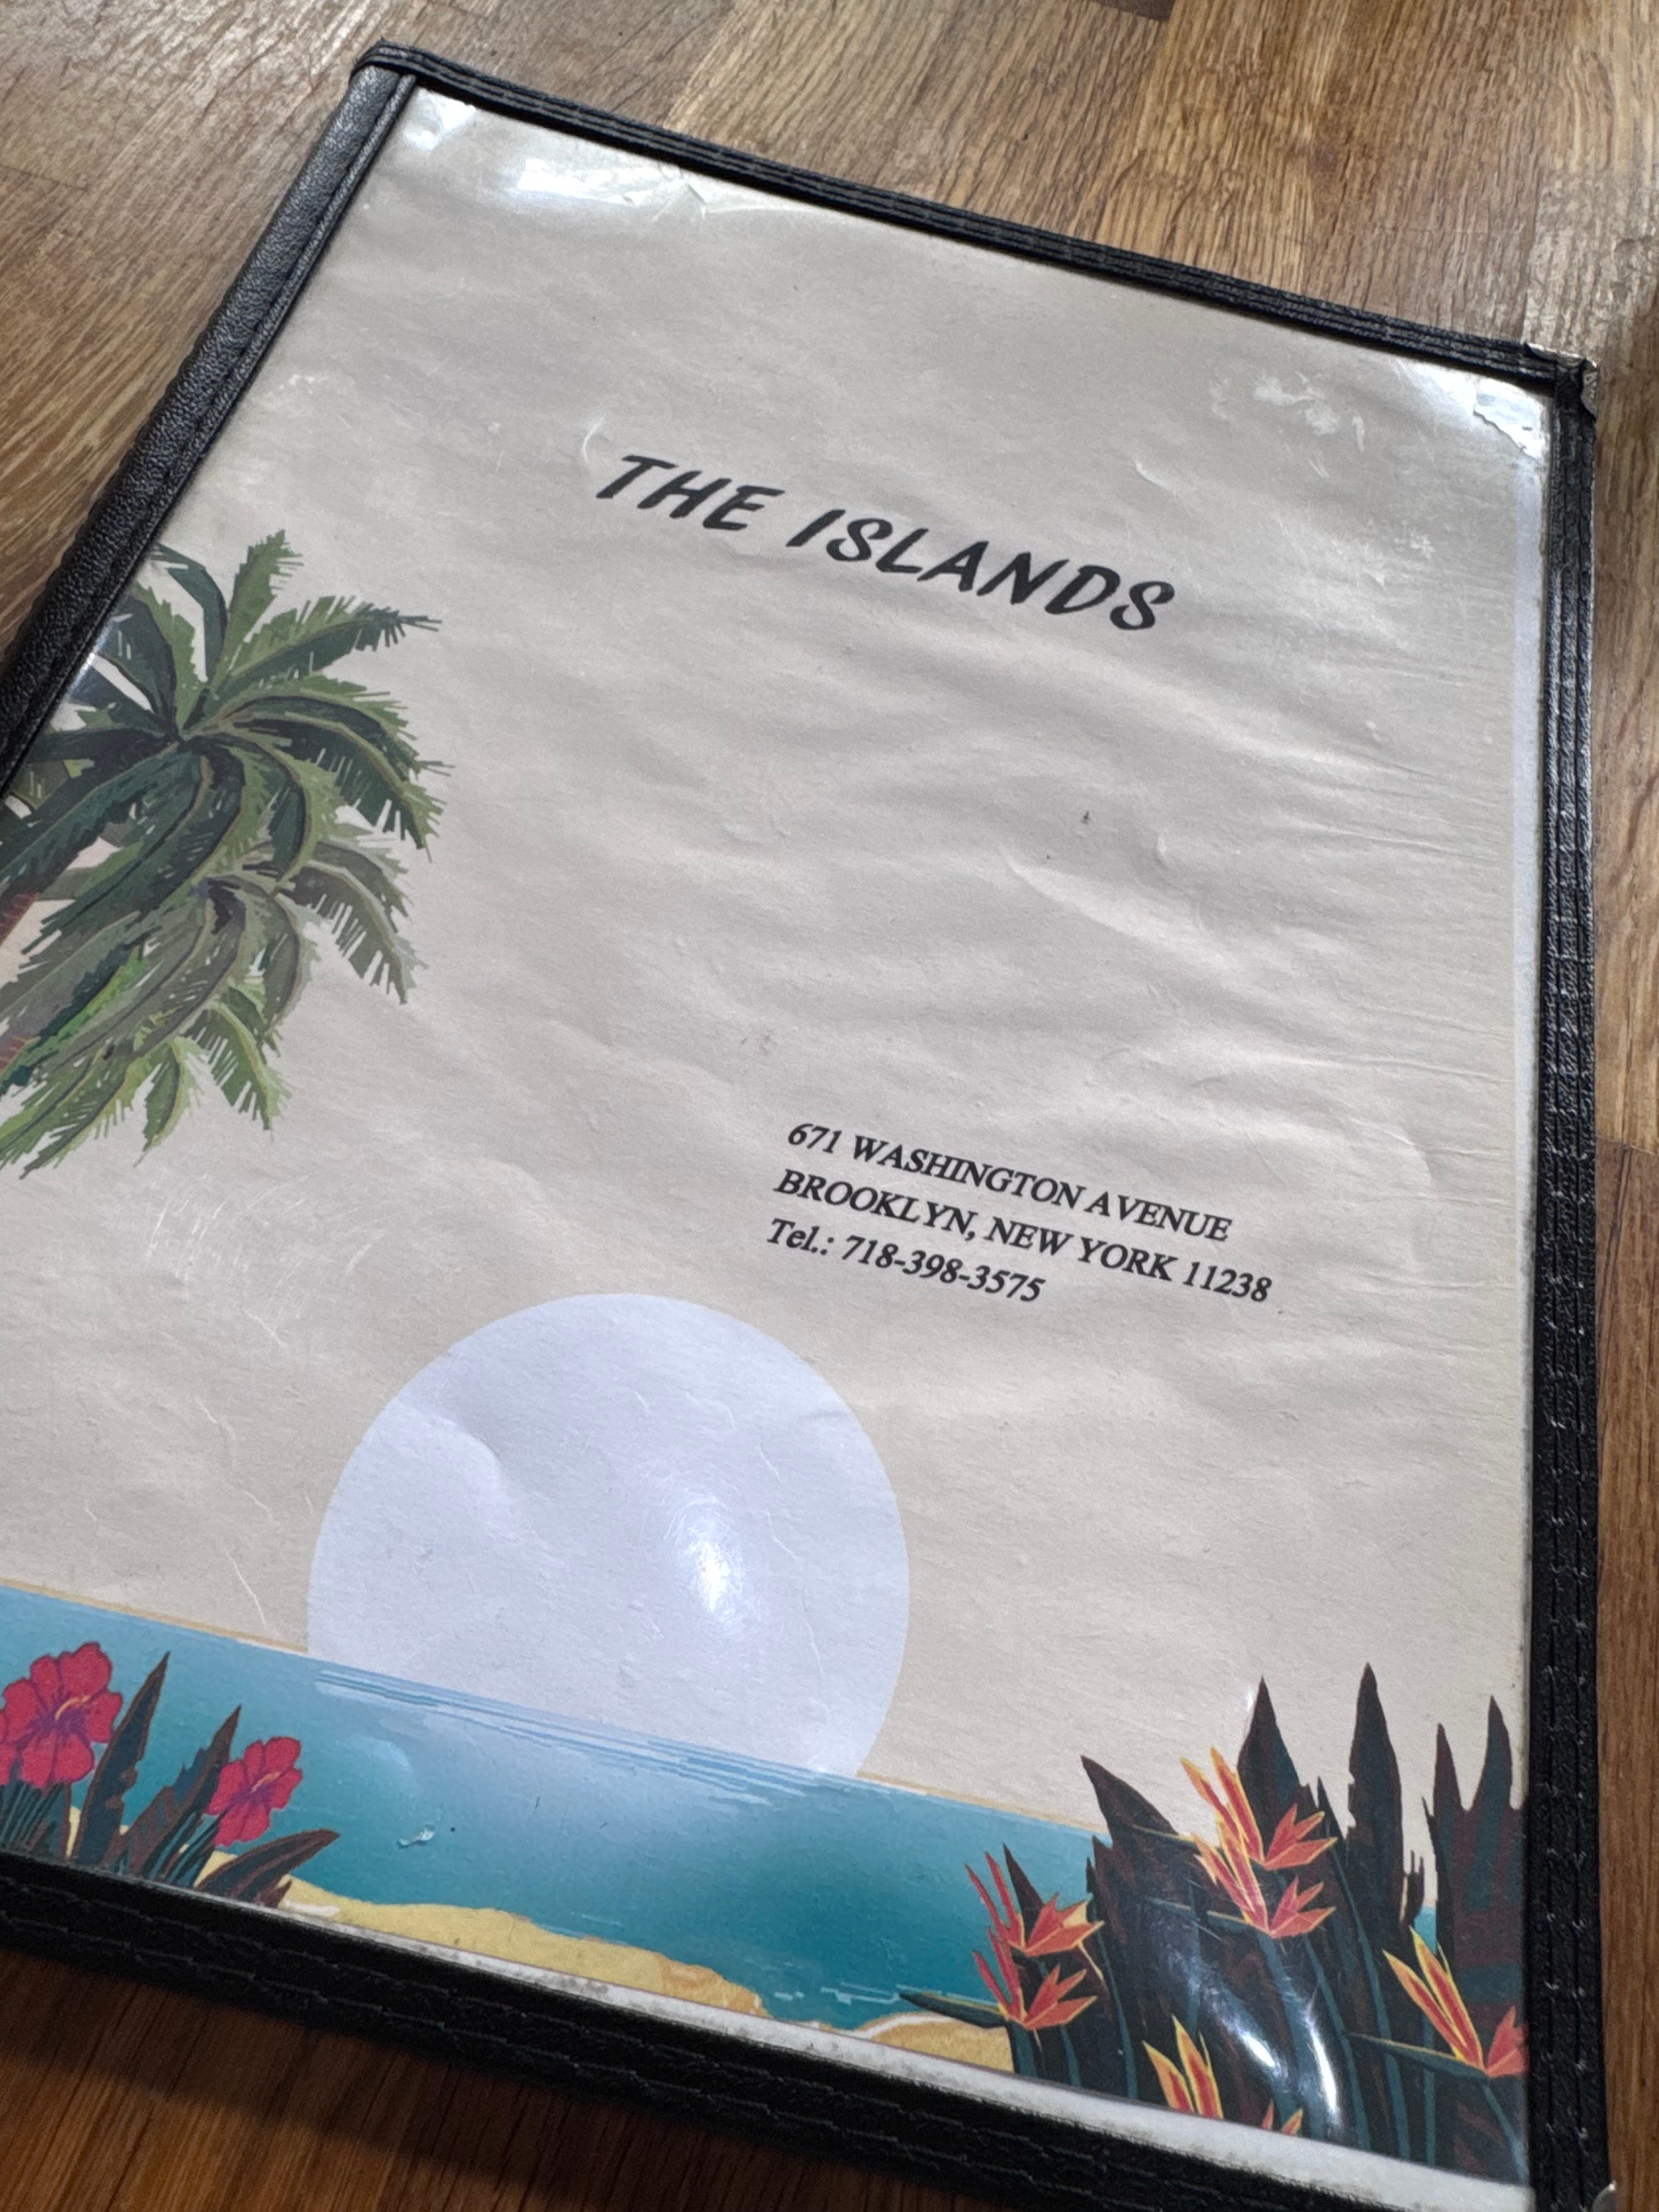 THE ISLANDS
671 WASHINGTON AVENUE
BROOKLYN, NEW YORK 11238
Tel.: 718-398-3575